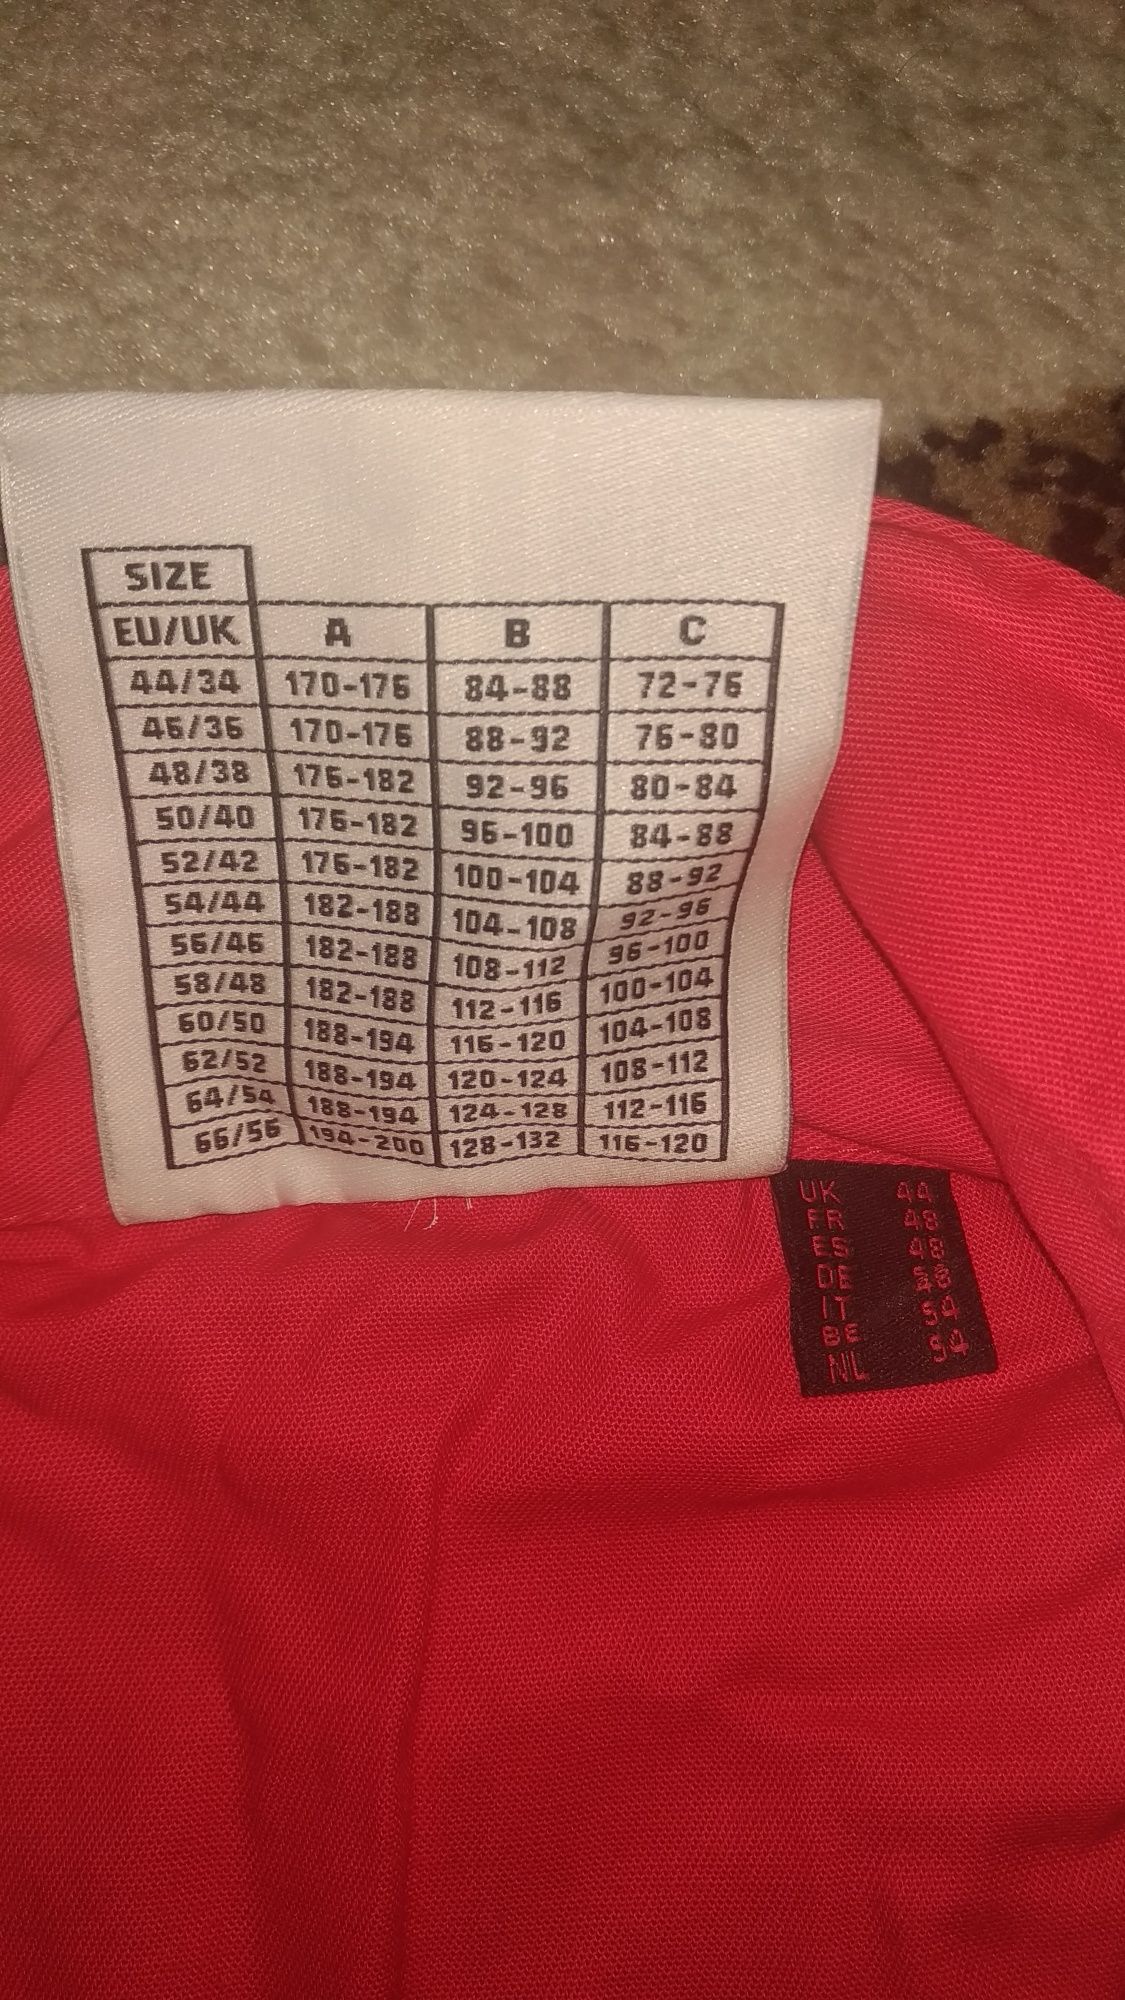 SIZE
EU/UK A B C
44/34 170-176 84-88 72-76
46/36 170-176 88-92 76-80
48/38 176-182 92-96 80-84
50/40 176-182 96-100 84-88
52/42 176-182 100-104 88-92
54/44 182-188 104-108 92-96
56/46 182-188 108-112 96-100
58/48 182-188 112-116 100-104
60/50 188-194 116-120 104-108
62/52 188-194 120-124 108-112
64/54 188-194 124-128 112-116
66/56 194-200 128-132 116-120
UK 44
FR 48
ES 48
DE
IT 54
BE 54
NL